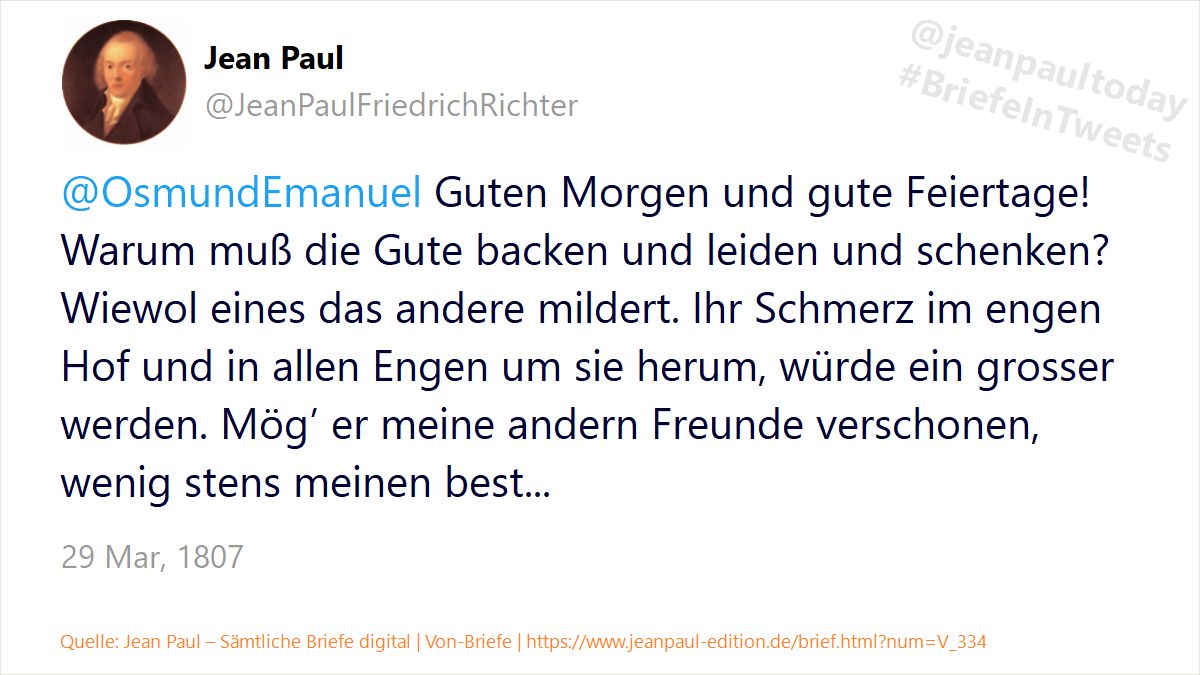 Jean Paul
@JeanPaulFriedrichRichter
@jeanpaultoday
#BriefeInTweets
@OsmundEmanuel Guten Morgen und gute Feiertage!
Warum muß die Gute backen und leiden und schenken?
Wiewol eines das andere mildert. Ihr Schmerz im engen
Hof und in allen Engen um sie herum, würde ein grosser
werden. Mög’ er meine andern Freunde verschonen,
wenig stens meinen best...
29 Mar, 1807
Quelle: Jean Paul – Sämtliche Briefe digital | Von-Briefe | https://www.jeanpaul-edition.de/brief.html?num=V_334